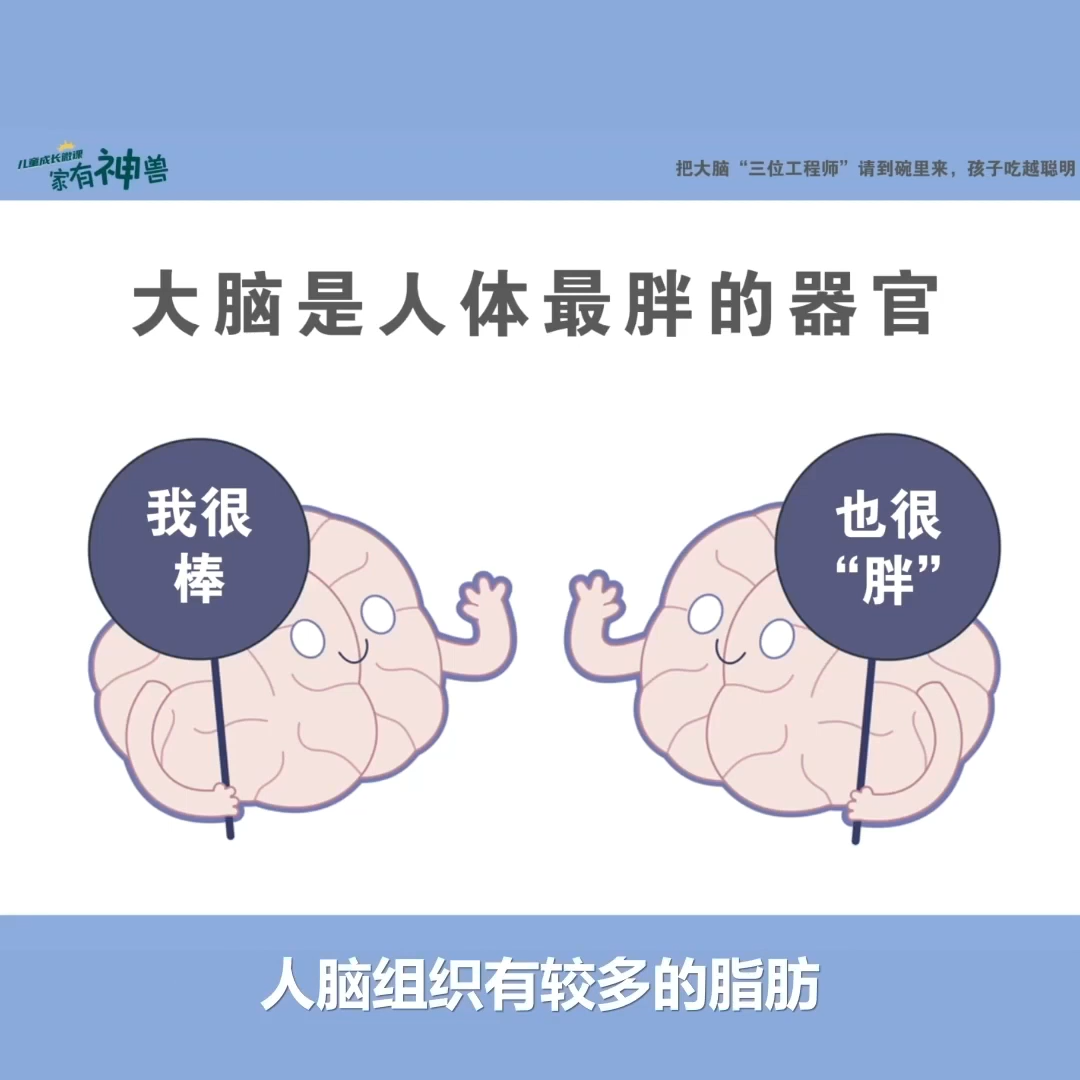 儿童成长微课
家有神兽
把大脑“三位工程师”请到碗里来，孩子吃越聪明
大脑是人体最胖的器官
我很
棒
也很
“胖”
人脑组织有较多的脂肪